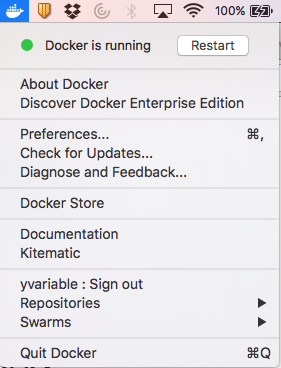 100%
Docker is running Restart
About Docker
Discover Docker Enterprise Edition
Preferences... ⌘,
Check for Updates...
Diagnose and Feedback...
Docker Store
Documentation
Kitematic
yvariable : Sign out
Repositories
Swarms
Quit Docker ⌘Q